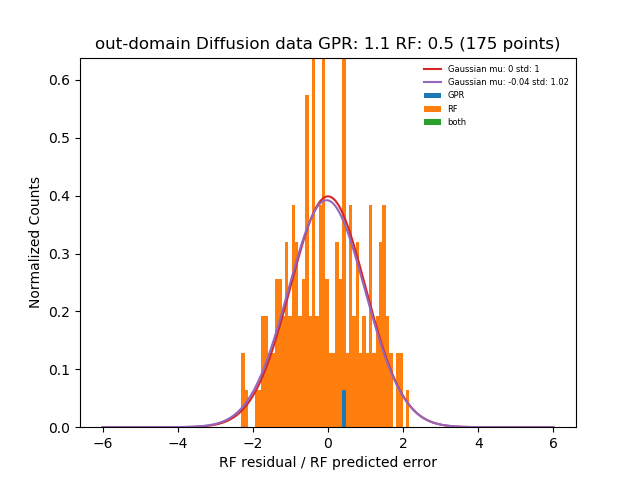 out-domain Diffusion data GPR: 1.1 RF: 0.5 (175 points)
Gaussian mu: 0 std: 1
Gaussian mu: -0.04 std: 1.02
GPR
RF
both
Normalized Counts
0.6
0.5
0.4
0.3
0.2
0.1
0.0
−6 −4 −2 0 2 4 6
RF residual / RF predicted error